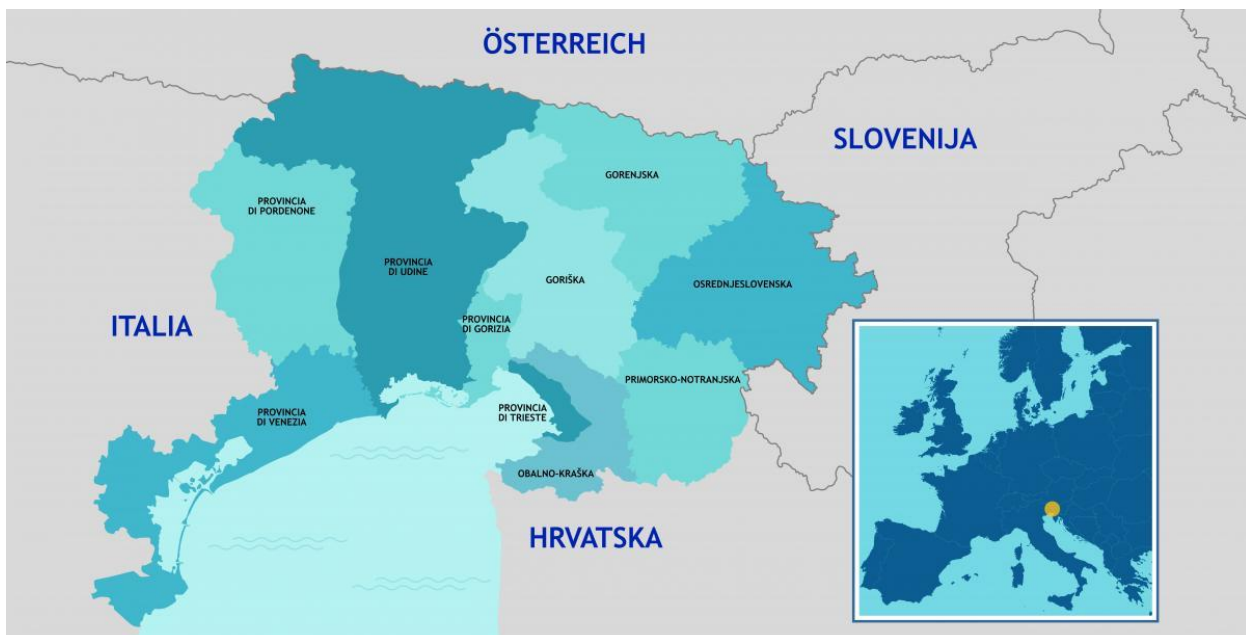 ÖSTERREICH
SLOVENIJA
GORENJSKA
PROVINCIA
DI PORDENONE
PROVINCIA
DI UDINE
GORIŠKA
OSREDNJESLOVENSKA
ITALIA
PROVINCIA
DI GORIZIA
PRIMORSKO-NOTRANJSKA
PROVINCIA
DI VENEZIA
PROVINCIA
DI TRIESTE
OBALNO-KRAŠKA
HRVATSKA